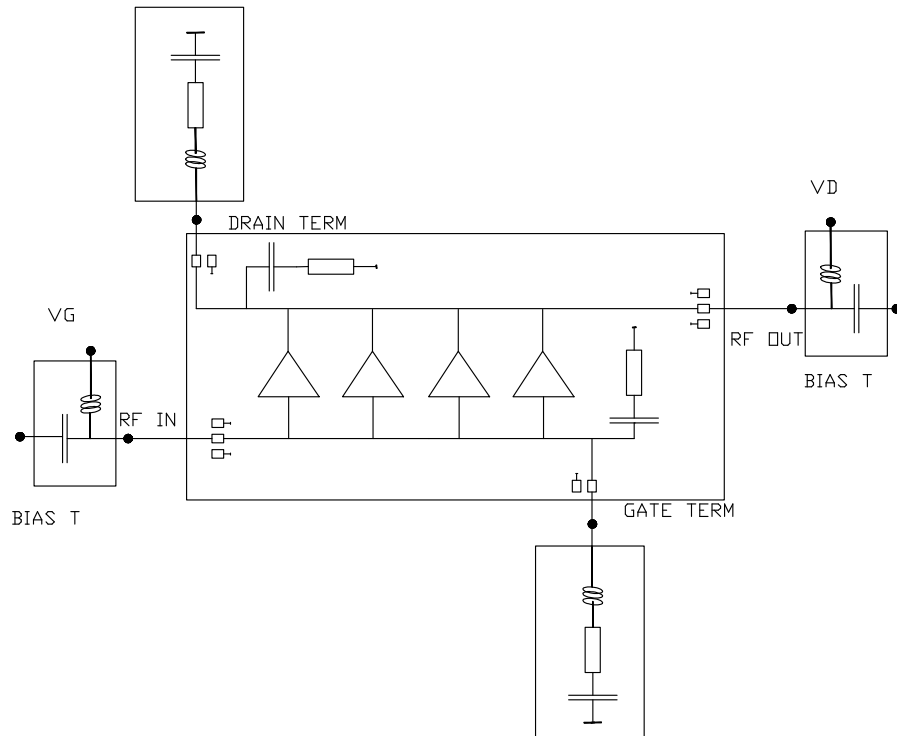 VD
DRAIN TERM
VG
RF OUT
BIAS T
RF IN
GATE TERM
BIAS T